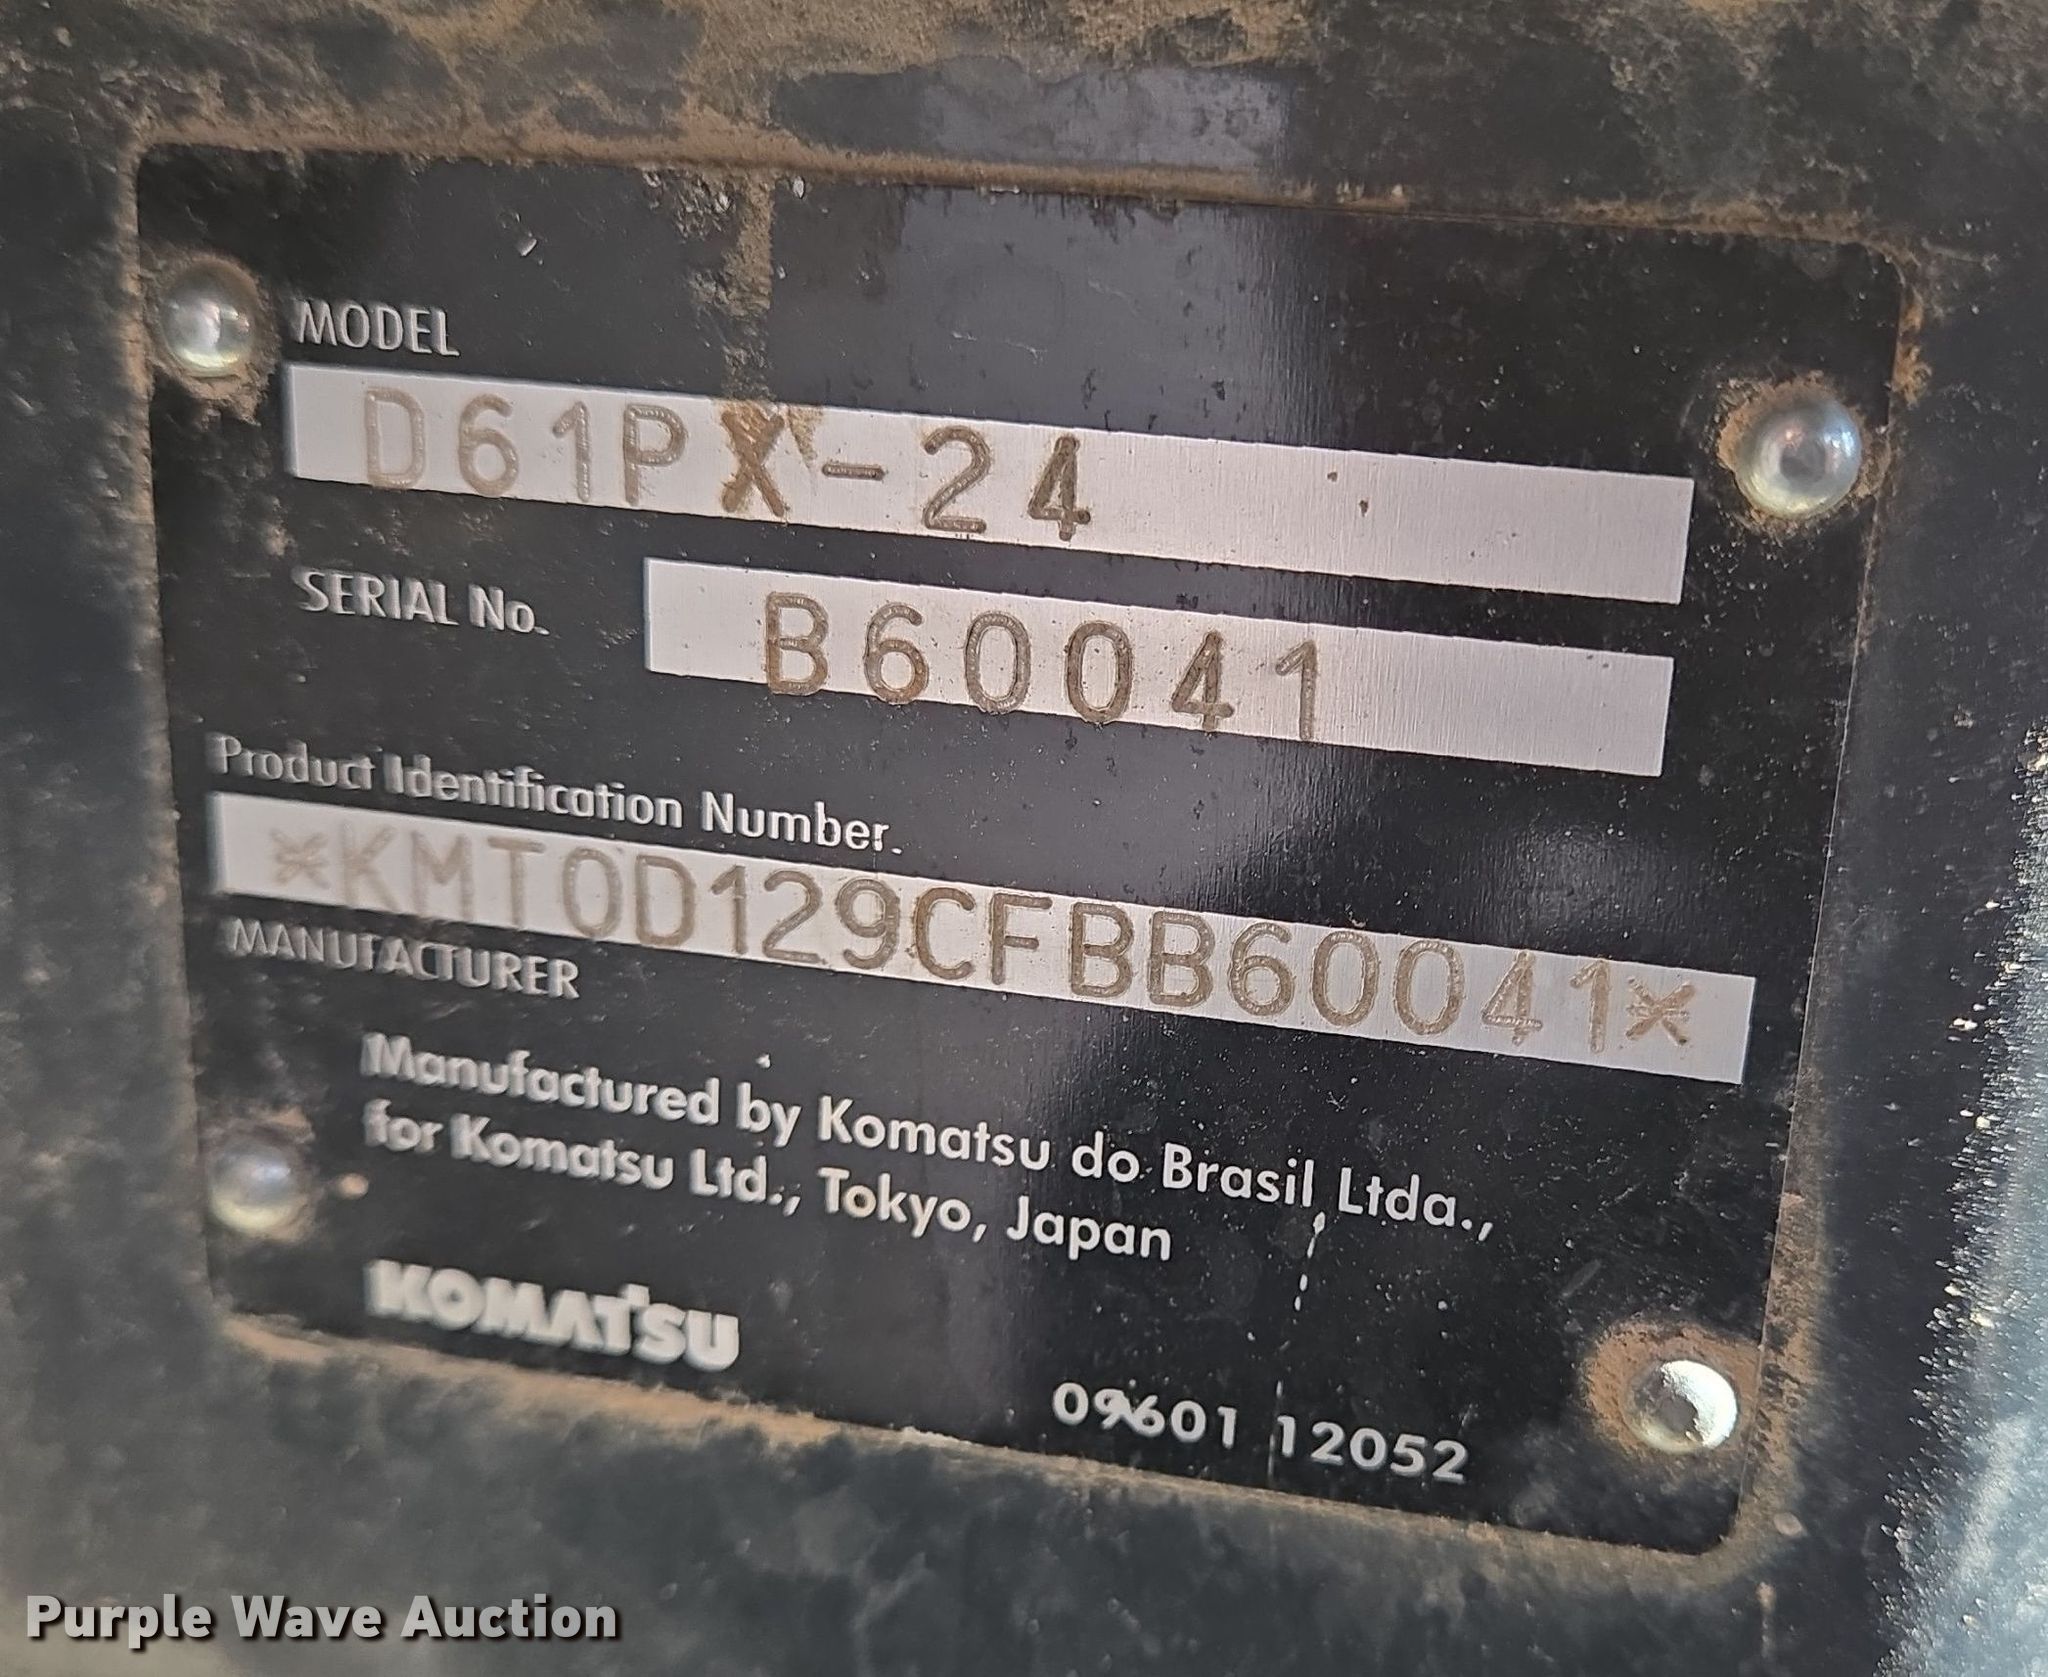 MODEL
D61PX-24
SERIAL No.
B60041
Product Identification Number.
*KMT0D129CFBB60041*
MANUFACTURER
Manufactured by Komatsu do Brasil Ltda.,
for Komatsu Ltd., Tokyo, Japan
KOMATSU
09601 12052
Purple Wave Auction